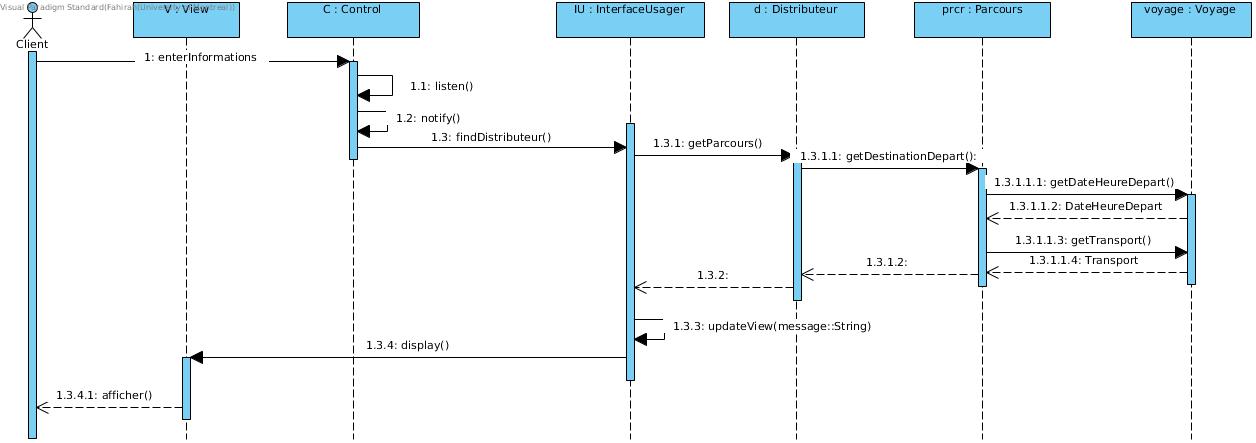 Visual Paradigm Standard(Fahiral(University of Montreal))
V : View
C : Control
IU : InterfaceUsager
d : Distributeur
prcr : Parcours
voyage : Voyage
Client
1: enterInformations
1.1: listen()
1.2: notify()
1.3: findDistributeur()
1.3.1: getParcours()
1.3.1.1: getDestinationDepart():
1.3.1.1.1: getDateHeureDepart()
1.3.1.1.2: DateHeureDepart
1.3.1.1.3: getTransport()
1.3.1.1.4: Transport
1.3.1.2:
1.3.2:
1.3.3: updateView(message::String)
1.3.4: display()
1.3.4.1: afficher()